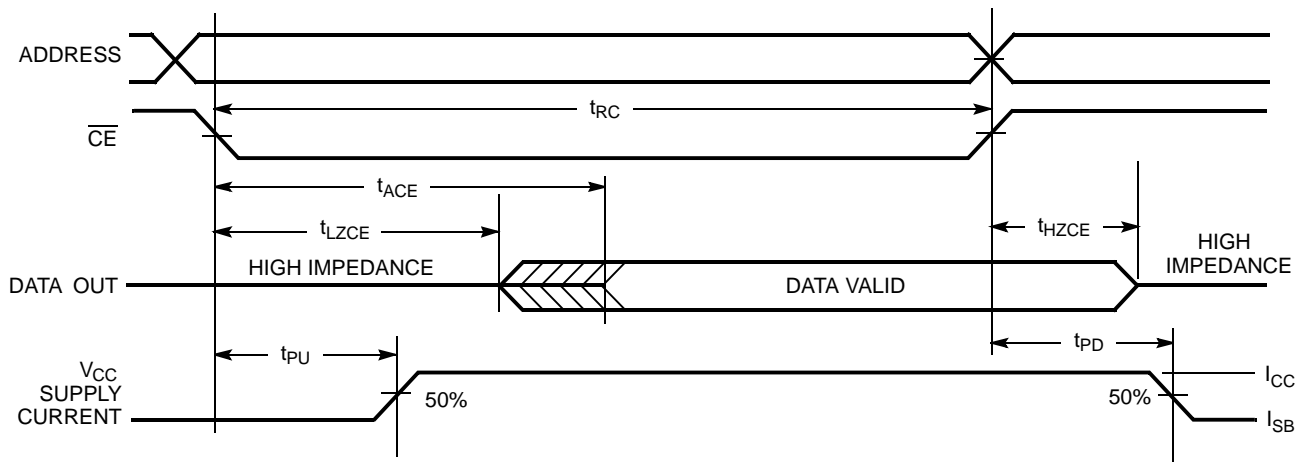 ADDRESS
tRC
CE
tACE
tLZCE
tHZCE
HIGH IMPEDANCE
HIGH
IMPEDANCE
DATA OUT
DATA VALID
tPU
tPD
VCC
SUPPLY
CURRENT
50%
50%
ICC
ISB